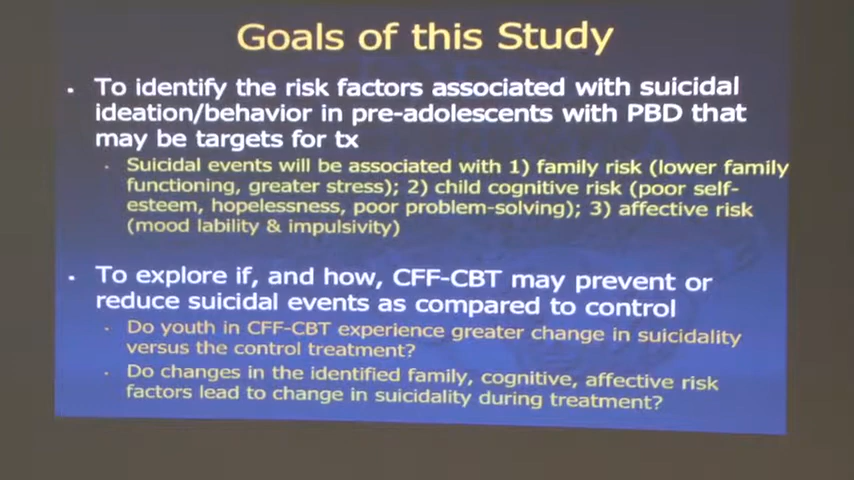 Goals of this Study
• To identify the risk factors associated with suicidal
ideation/behavior in pre-adolescents with PBD that
may be targets for tx
• Suicidal events will be associated with 1) family risk (lower family
functioning, greater stress); 2) child cognitive risk (poor self-
esteem, hopelessness, poor problem-solving); 3) affective risk
(mood lability & impulsivity)
• To explore if, and how, CFF-CBT may prevent or
reduce suicidal events as compared to control
• Do youth in CFF-CBT experience greater change in suicidality
versus the control treatment?
• Do changes in the identified family, cognitive, affective risk
factors lead to change in suicidality during treatment?